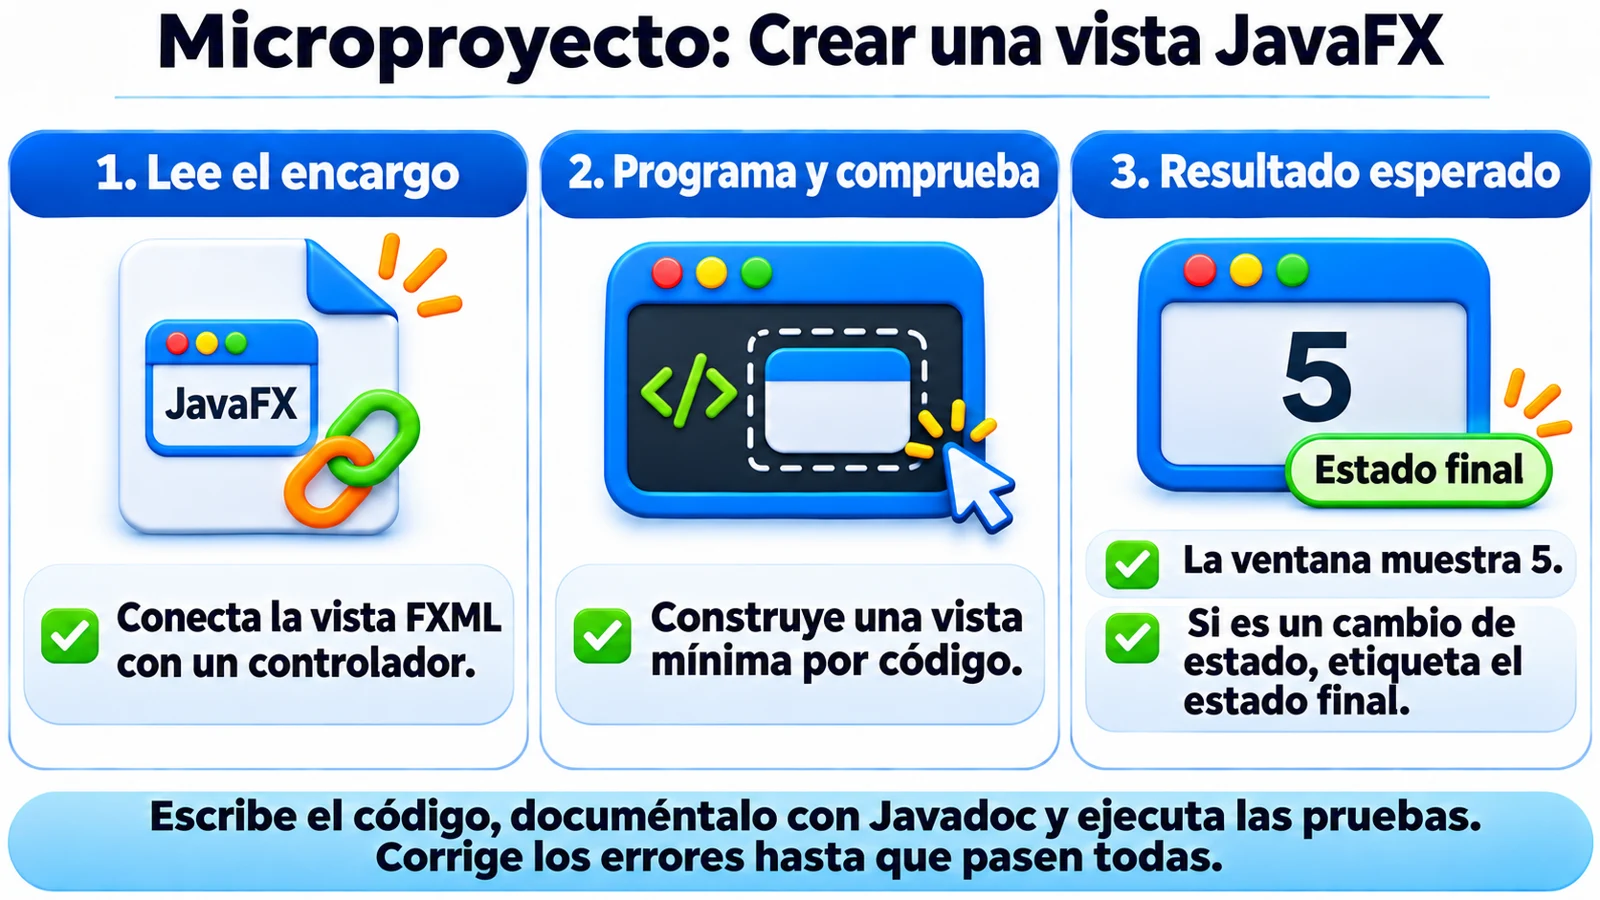 Microproyecto: Crear una vista JavaFX
1. Lee el encargo
JavaFX
Conecta la vista FXML
con un controlador.
2. Programa y comprueba
</>
Construye una vista
mínima por código.
3. Resultado esperado
5
Estado final
La ventana muestra 5.
Si es un cambio de
estado, etiqueta el
estado final.
Escribe el código, documéntalo con Javadoc y ejecuta las pruebas.
Corrige los errores hasta que pasen todas.